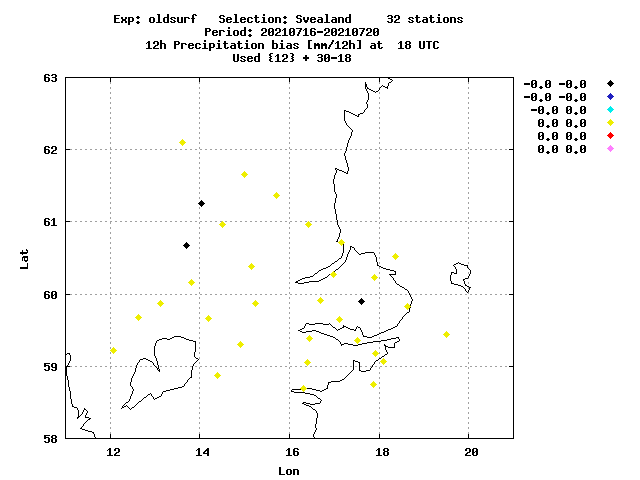 Exp: oldsurf   Selection: Svealand     32 stations
Period: 20210716-20210720
12h Precipitation bias [mm/12h] at  18 UTC
Used {12} + 30-18
63
62
61
60
59
58
Lat
12
14
16
18
20
Lon
-0.0 -0.0
-0.0 -0.0
-0.0 0.0
0.0 0.0
0.0 0.0
0.0 0.0